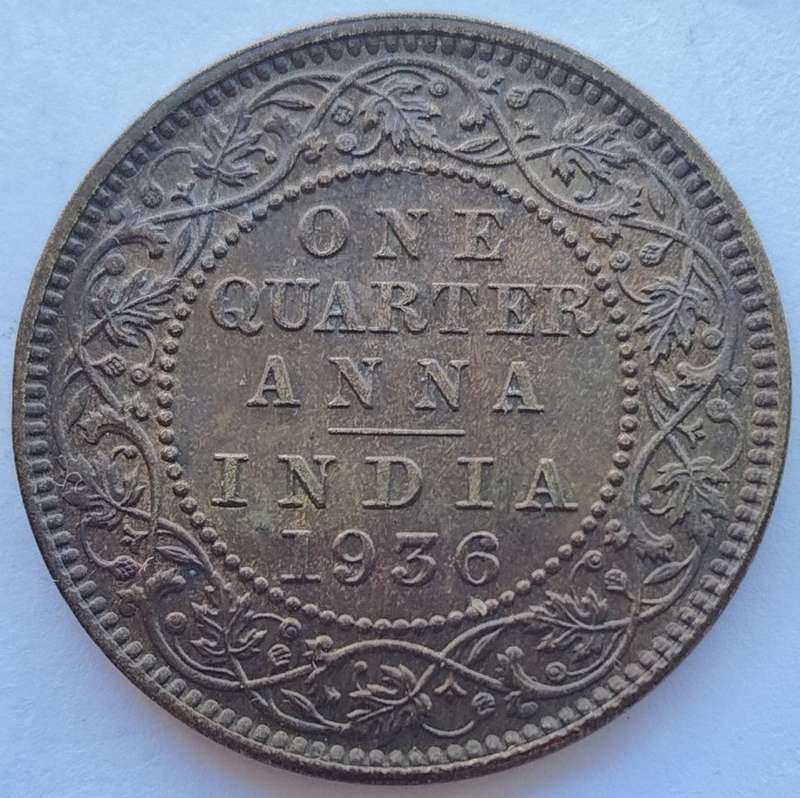 ONE
QUARTER
ANNA
INDIA
1936